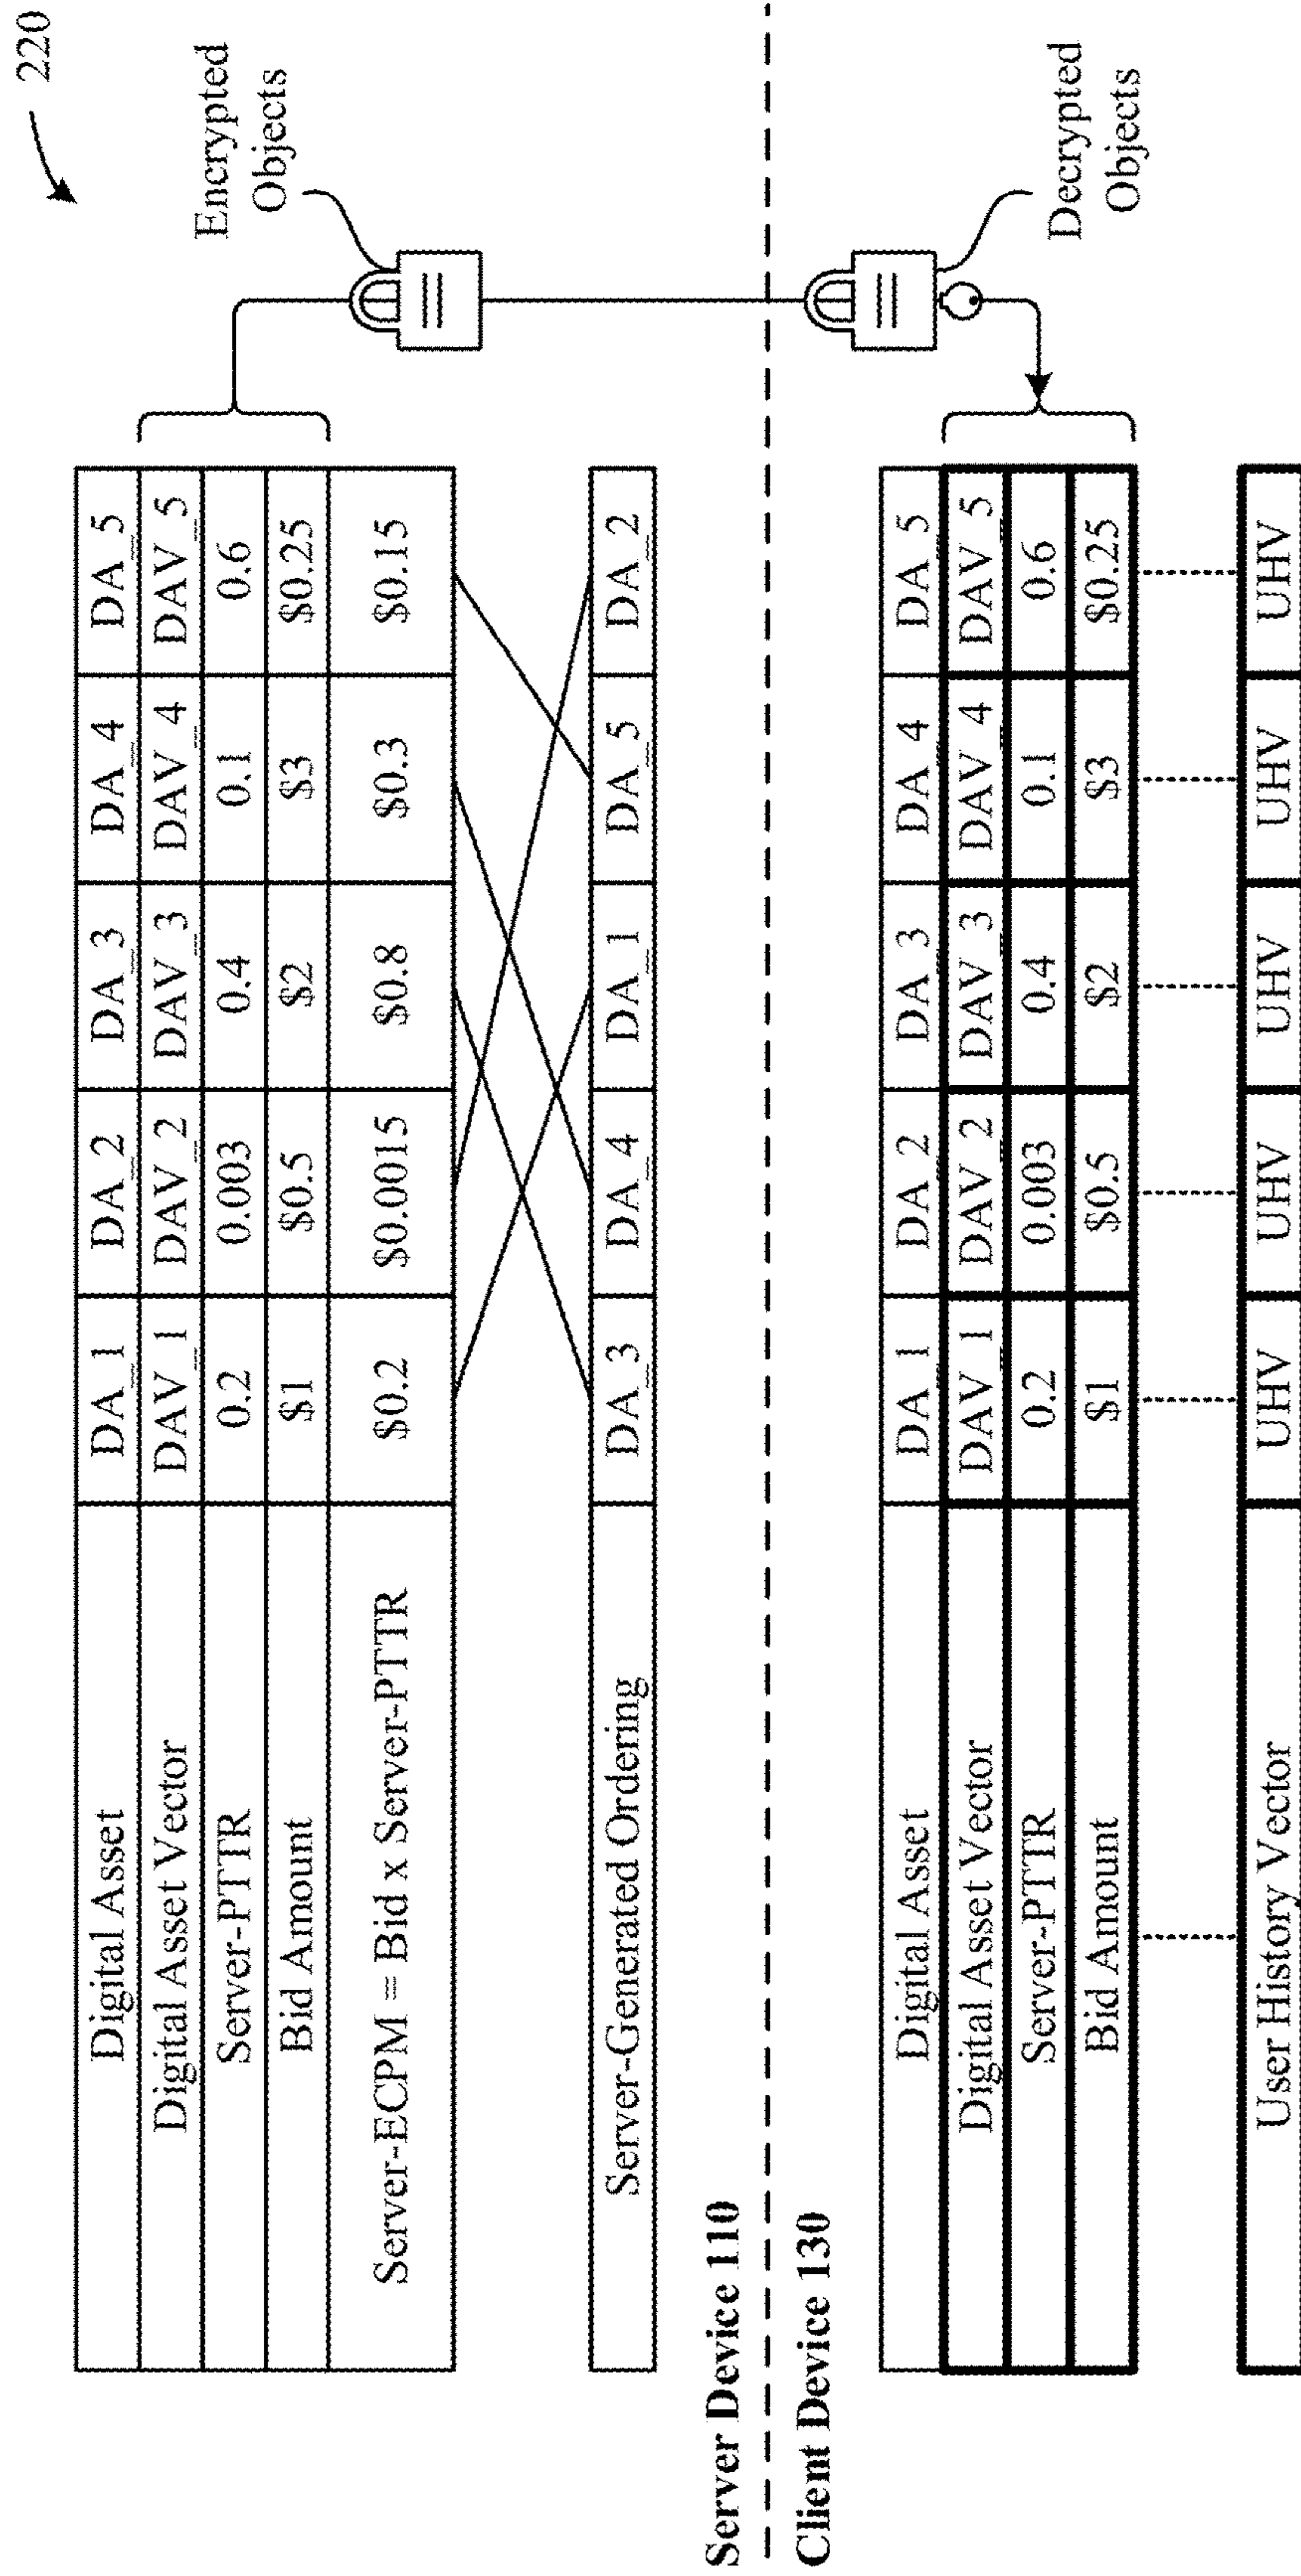 220
Encrypted
Objects
Digital Asset DA_1 DA_2 DA_3 DA_4 DA_5
Digital Asset Vector DAV_1 DAV_2 DAV_3 DAV_4 DAV_5
Server-PTTR 0.2 0.003 0.4 0.1 0.6
Bid Amount $1 $0.5 $2 $3 $0.25
Server-ECPM = Bid x Server-PTTR $0.2 $0.0015 $0.8 $0.3 $0.15
Server-Generated Ordering DA_3 DA_4 DA_1 DA_5 DA_2
Server Device 110
Client Device 130
Decrypted
Objects
Digital Asset DA_1 DA_2 DA_3 DA_4 DA_5
Digital Asset Vector DAV_1 DAV_2 DAV_3 DAV_4 DAV_5
Server-PTTR 0.2 0.003 0.4 0.1 0.6
Bid Amount $1 $0.5 $2 $3 $0.25
User History Vector UHV UHV UHV UHV UHV